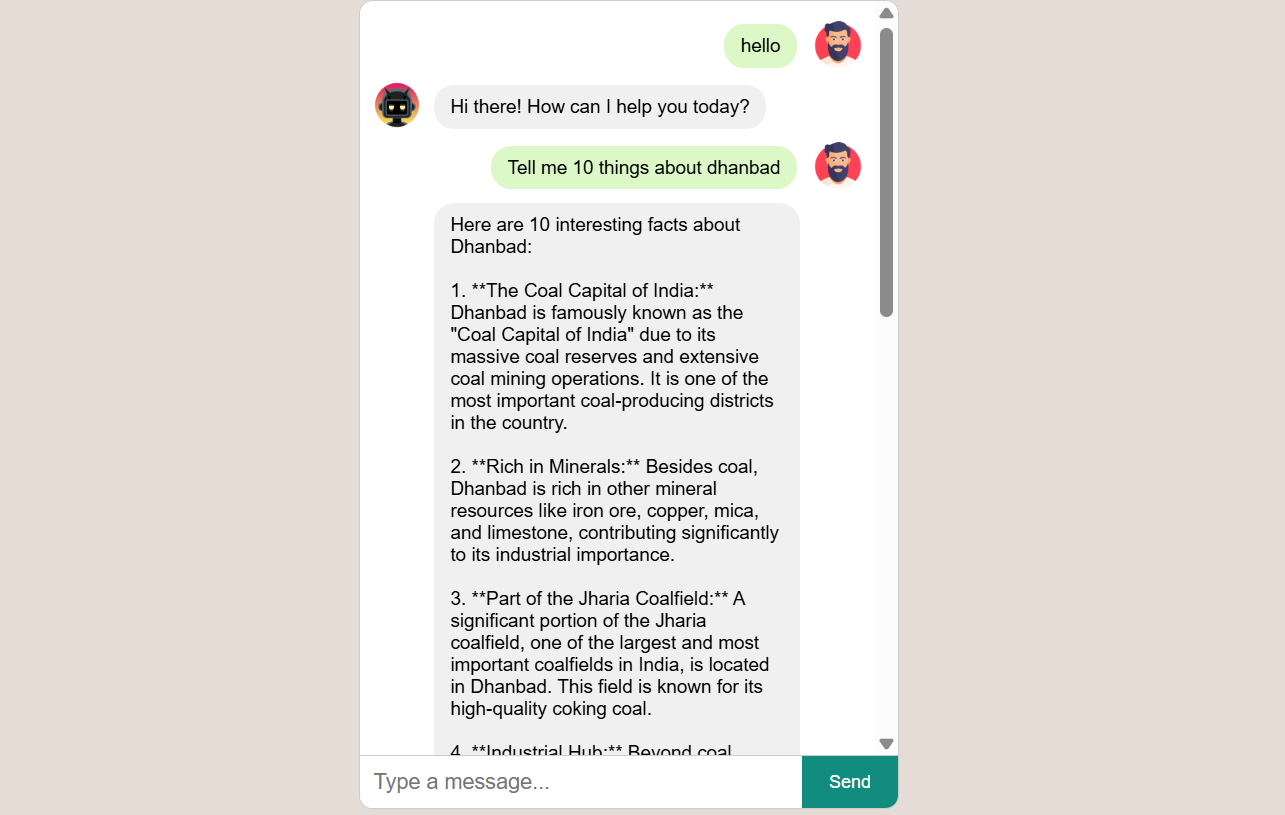 hello
Hi there! How can I help you today?
Tell me 10 things about dhanbad
Here are 10 interesting facts about
Dhanbad:
1. **The Coal Capital of India:**
Dhanbad is famously known as the
"Coal Capital of India" due to its
massive coal reserves and extensive
coal mining operations. It is one of the
most important coal-producing districts
in the country.
2. **Rich in Minerals:** Besides coal,
Dhanbad is rich in other mineral
resources like iron ore, copper, mica,
and limestone, contributing significantly
to its industrial importance.
3. **Part of the Jharia Coalfield:** A
significant portion of the Jharia
coalfield, one of the largest and most
important coalfields in India, is located
in Dhanbad. This field is known for its
high-quality coking coal.
4. **Industrial Hub:** Beyond coal,
Type a message...
Send